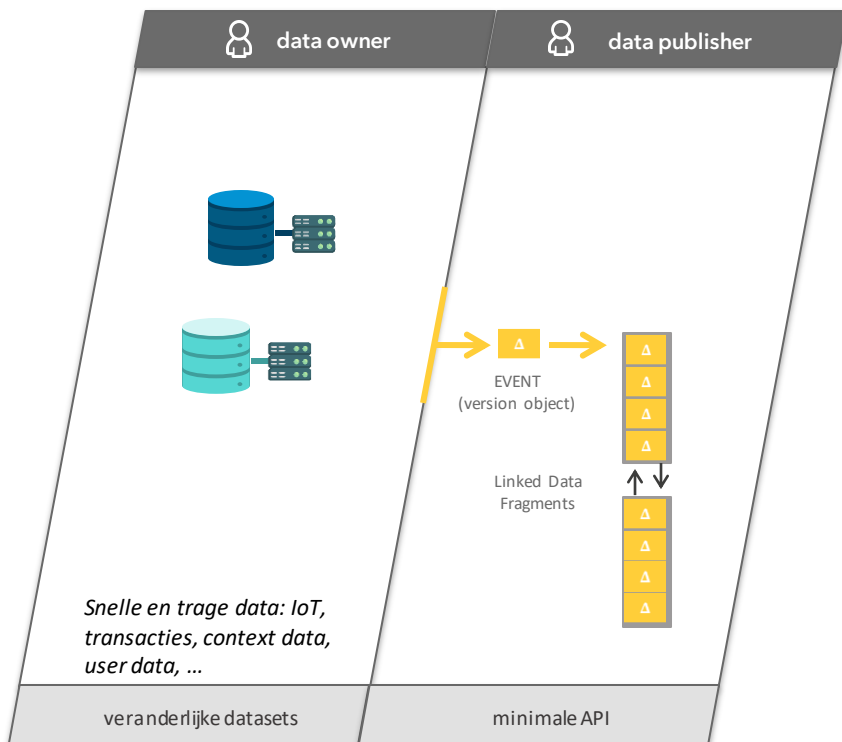 data owner
data publisher
Δ
EVENT
(version object)
Δ
Δ
Δ
Δ
Linked Data
Fragments
Δ
Δ
Δ
Δ
Snelle en trage data: IoT,
transacties, context data,
user data, ...
veranderlijke datasets
minimale API